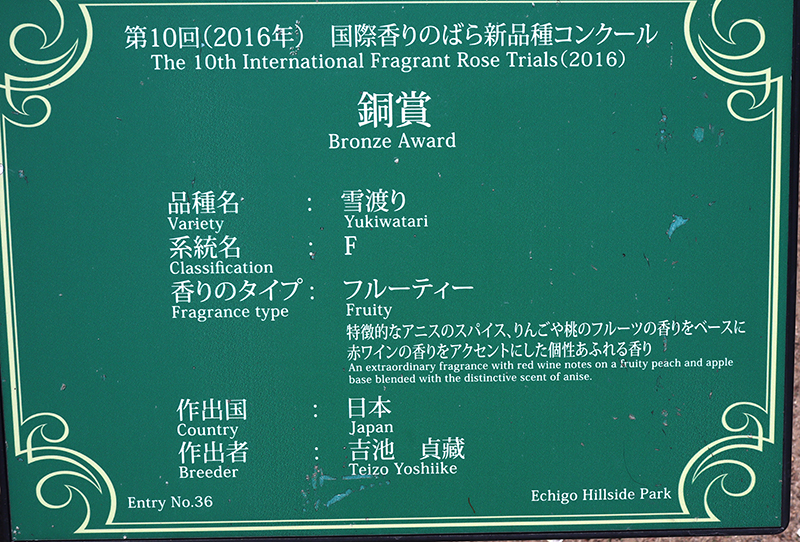 第10回(2016年) 国際香りのばら新品種コンクール
The 10th International Fragrant Rose Trials(2016)
銅賞
Bronze Award
品種名 : 雪渡り
Variety Yukiwatari
系統名 : F
Classification
香りのタイプ : フルーティー
Fragrance type Fruity
特徴的なアニスのスパイス、りんごや桃のフルーツの香りをベースに
赤ワインの香りをアクセントにした個性あふれる香り
An extraordinary fragrance with red wine notes on a fruity peach and apple
base blended with the distinctive scent of anise.
作出国 : 日本
Country Japan
作出者 : 吉池 貞藏
Breeder Teizo Yoshiike
Entry No.36 Echigo Hillside Park